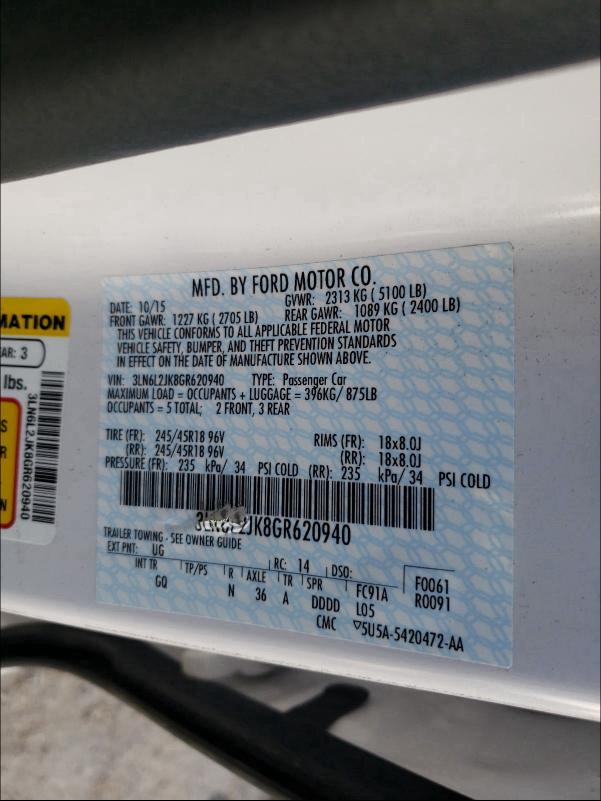 MFD. BY FORD MOTOR CO.
DATE: 10/15 GVWR: 2313 KG ( 5100 LB)
FRONT GAWR: 1227 KG ( 2705 LB) REAR GAWR: 1089 KG ( 2400 LB)
THIS VEHICLE CONFORMS TO ALL APPLICABLE FEDERAL MOTOR
VEHICLE SAFETY, BUMPER, AND THEFT PREVENTION STANDARDS
IN EFFECT ON THE DATE OF MANUFACTURE SHOWN ABOVE.
VIN: 3LN6L2JK8GR620940 TYPE: Passenger Car
MAXIMUM LOAD = OCCUPANTS + LUGGAGE = 396KG/ 875LB
OCCUPANTS = 5 TOTAL; 2 FRONT, 3 REAR
TIRE (FR): 245/45R18 96V RIMS (FR): 18x8.0J
(RR): 245/45R18 96V (RR): 18x8.0J
PRESSURE (FR): 235 kPa/ 34 PSI COLD (RR): 235 kPa/ 34 PSI COLD
3LN6L2JK8GR620940
TRAILER TOWING - SEE OWNER GUIDE
EXT PNT: UG RC: 14 DSO: F0061
INT TR TP/PS R AXLE TR SPR FC91A R0091
GQ N 36 A DDDD L05
CMC ▽5U5A-5420472-AA
MATION
AR: 3
lbs.
S
R
N
3LN6L2JK8GR620940